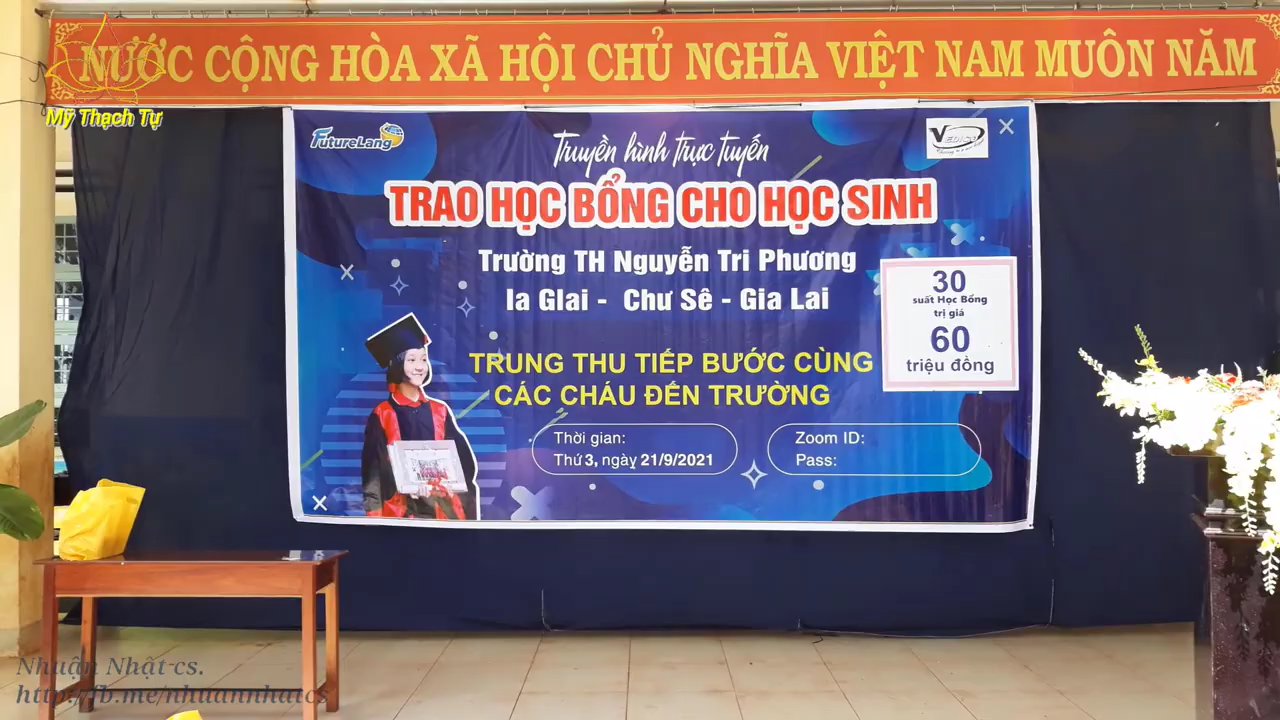 NƯỚC CỘNG HÒA XÃ HỘI CHỦ NGHĨA VIỆT NAM MUÔN NĂM
Mỹ Thạch Tự
FutureLang
Truyền hình trực tuyến
VEDICO
TRAO HỌC BỔNG CHO HỌC SINH
Trường TH Nguyễn Tri Phương
Ia GIai - Chư Sê - Gia Lai
30
suất Học Bổng
trị giá
60
triệu đồng
TRUNG THU TIẾP BƯỚC CÙNG
CÁC CHÁU ĐẾN TRƯỜNG
Thời gian:
Thứ 3, ngày 21/9/2021
Zoom ID:
Pass:
Nhuận Nhật-cs.
http://fb.me/nhuannhatcs